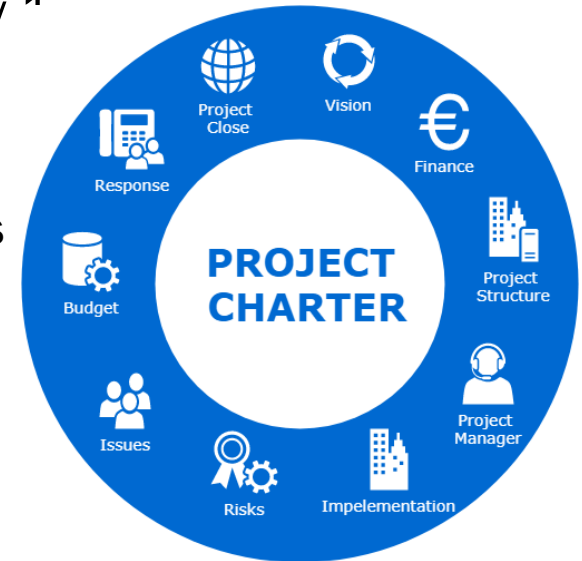 PROJECT
CHARTER
Vision
Finance
Project
Structure
Project
Manager
Impelementation
Risks
Issues
Budget
Response
Project
Close